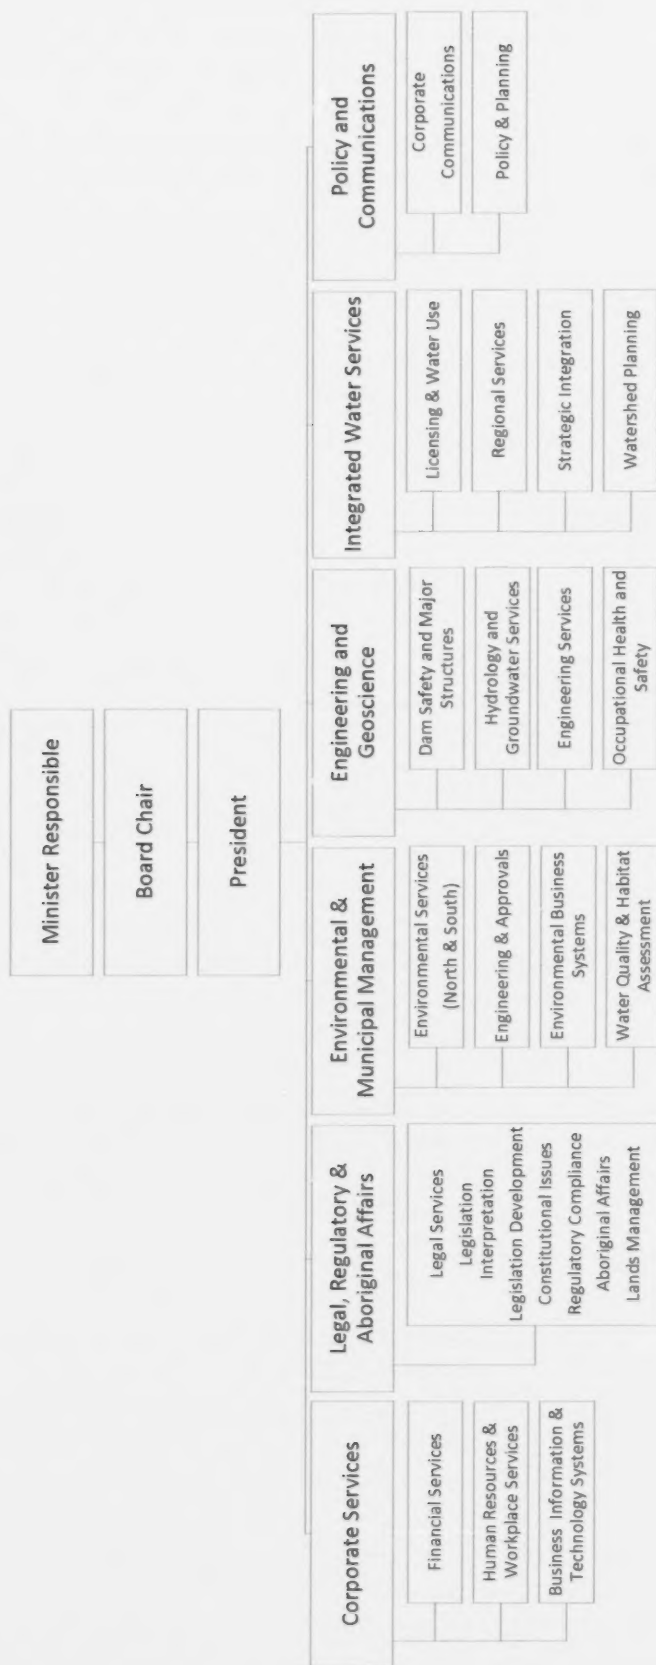 Minister Responsible
Board Chair
President
Corporate Services
Financial Services
Human Resources &
Workplace Services
Business Information &
Technology Systems
Legal, Regulatory &
Aboriginal Affairs
Legal Services
Legislation
Interpretation
Legislation Development
Constitutional Issues
Regulatory Compliance
Aboriginal Affairs
Lands Management
Environmental &
Municipal Management
Environmental Services
(North & South)
Engineering & Approvals
Environmental Business
Systems
Water Quality & Habitat
Assessment
Engineering and
Geoscience
Dam Safety and Major
Structures
Hydrology and
Groundwater Services
Engineering Services
Occupational Health and
Safety
Integrated Water Services
Licensing & Water Use
Regional Services
Strategic Integration
Watershed Planning
Policy and
Communications
Corporate
Communications
Policy & Planning